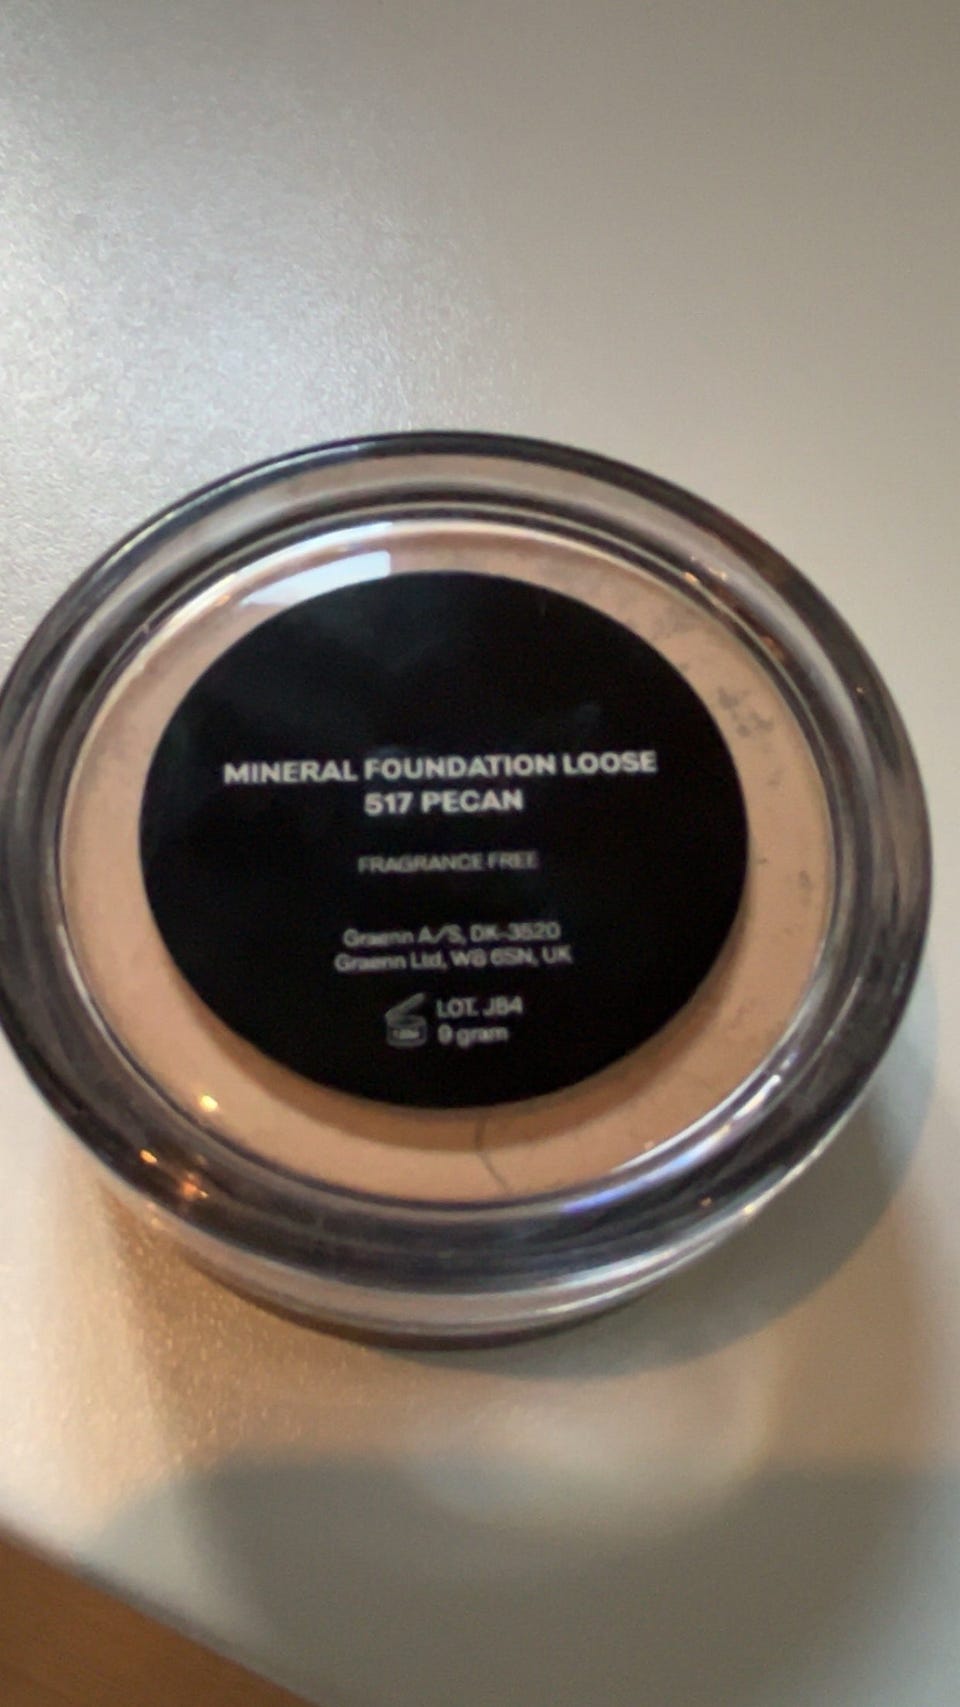 MINERAL FOUNDATION LOOSE
517 PECAN
FRAGRANCE FREE
Graenn A/S, DK-3520
Graenn Ltd, W8 6SN, UK
LOT. JB4
9 gram